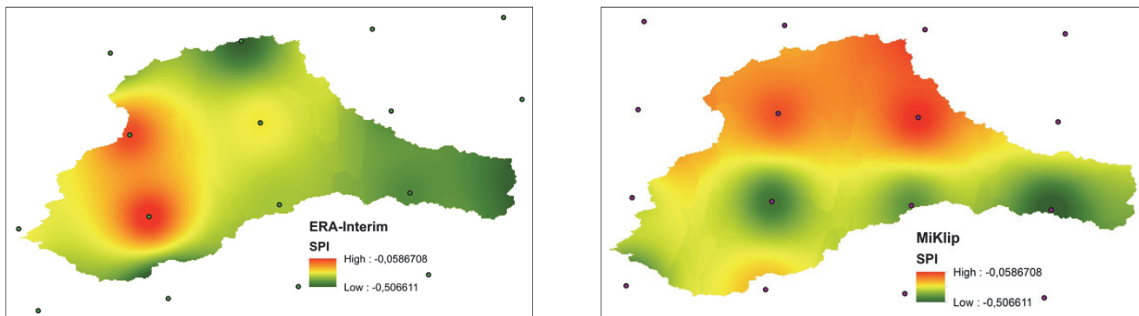 ERA-Interim
SPI
High : -0,0586708
Low : -0,506611
MiKlip
SPI
High : -0,0586708
Low : -0,506611